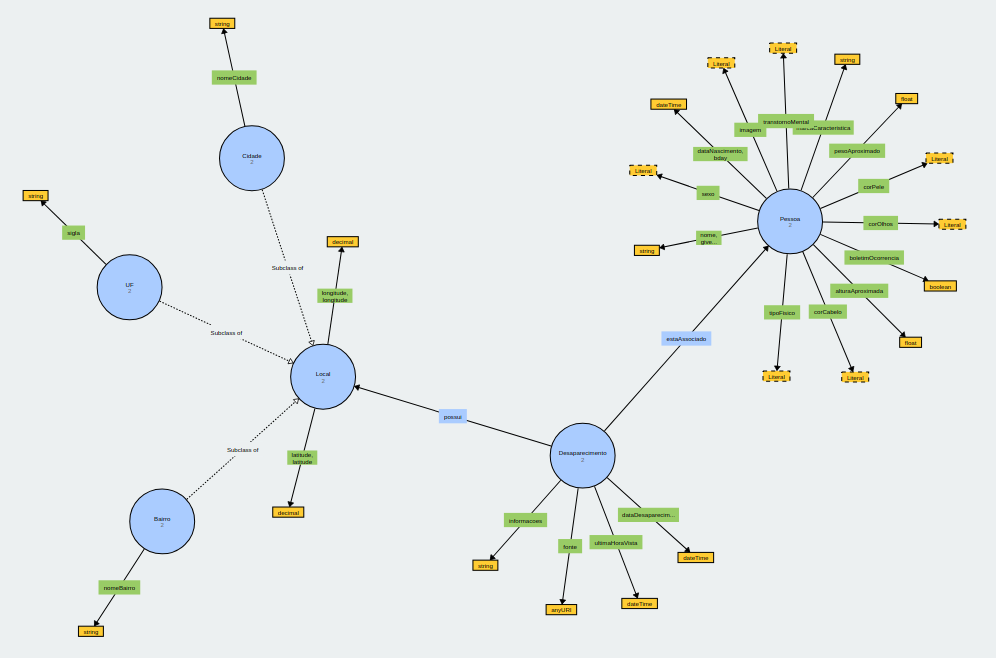 string
nomeCidade
Cidade
2
string
sigla
UF
2
Subclass of
Subclass of
decimal
longitude,
longitude
Local
2
latitude,
latitude
decimal
Subclass of
Bairro
2
nomeBairro
string
possui
Desaparecimento
2
estaAssociado
informacoes
string
fonte
anyURI
ultimaHoraVista
dateTime
dataDesaparecim...
dateTime
Pessoa
2
Literal
transtornoMental
Literal
imagem
string
marcaCaracteristica
dateTime
dataNascimento,
bday
float
pesoAproximado
Literal
sexo
Literal
corPele
string
nome,
give...
corOlhos
Literal
boletimOcorrencia
boolean
alturaAproximada
float
tipoFisico
Literal
corCabelo
Literal